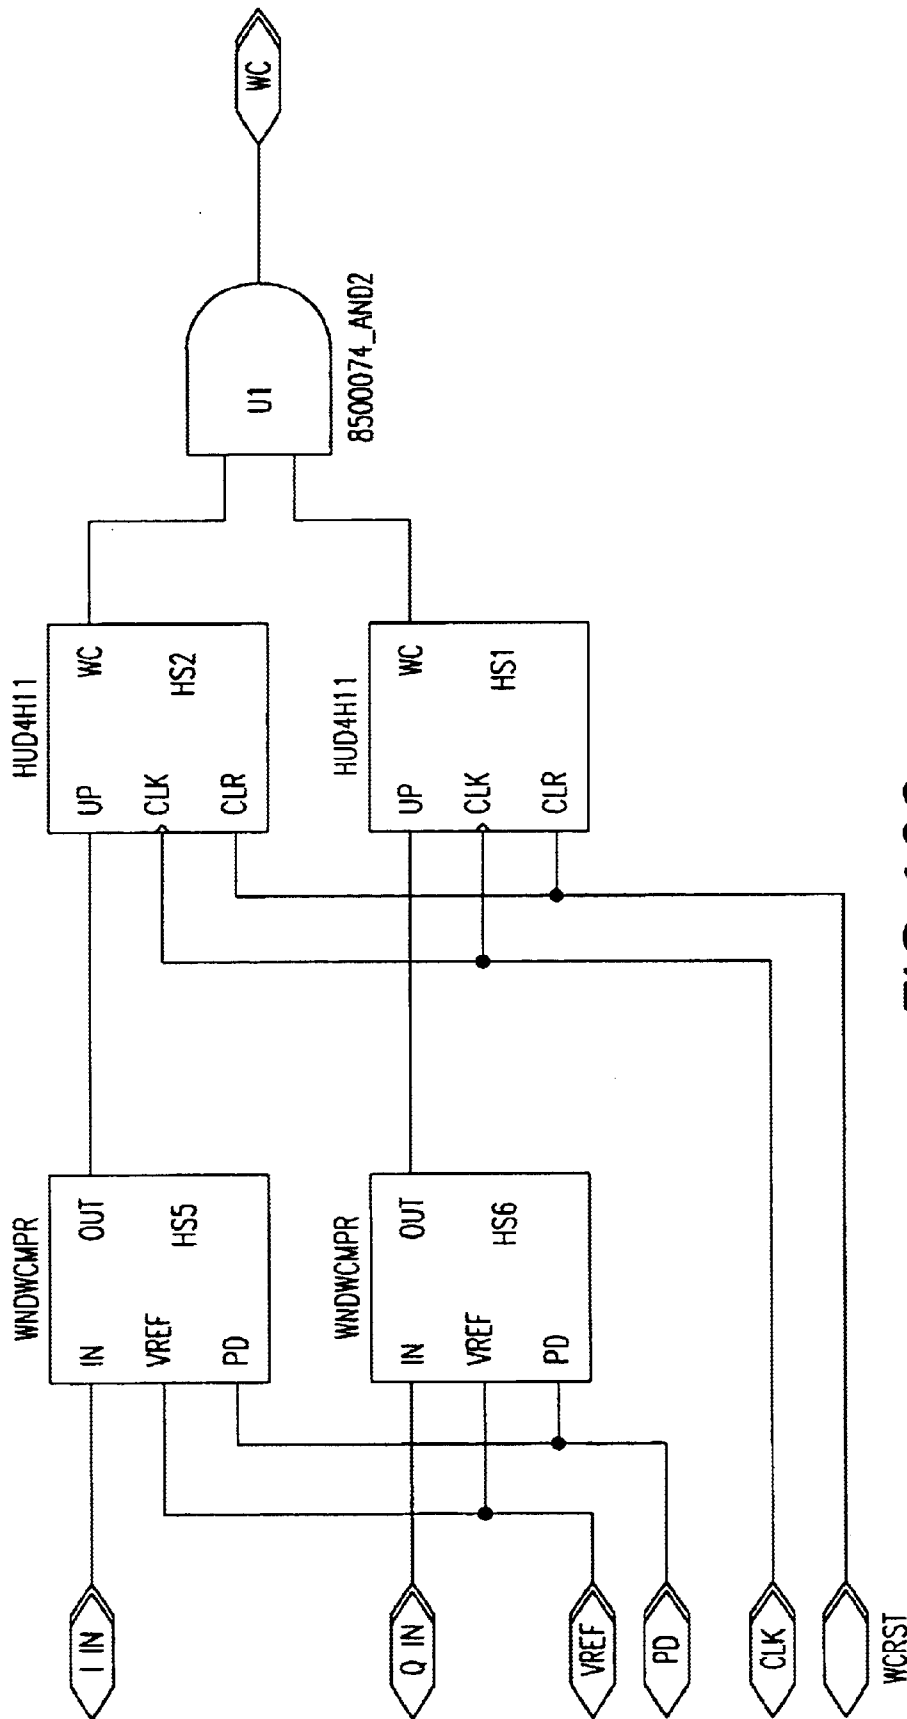 I IN
Q IN
VREF
PD
CLK
WCRST
WNDWCMPR
IN
OUT
VREF
HS5
PD
WNDWCMPR
IN
OUT
VREF
HS6
PD
HUD4H11
UP
WC
CLK
HS2
CLR
HUD4H11
UP
WC
CLK
HS1
CLR
U1
8500074_AND2
WC